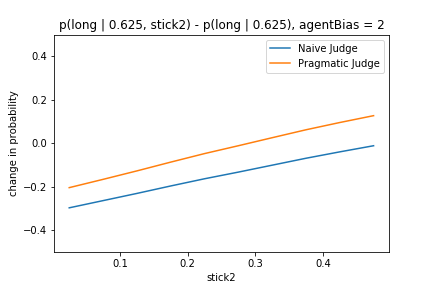 p(long | 0.625, stick2) - p(long | 0.625), agentBias = 2
Naive Judge
Pragmatic Judge
change in probability
0.4
0.2
0.0
−0.2
−0.4
0.1
0.2
0.3
0.4
stick2